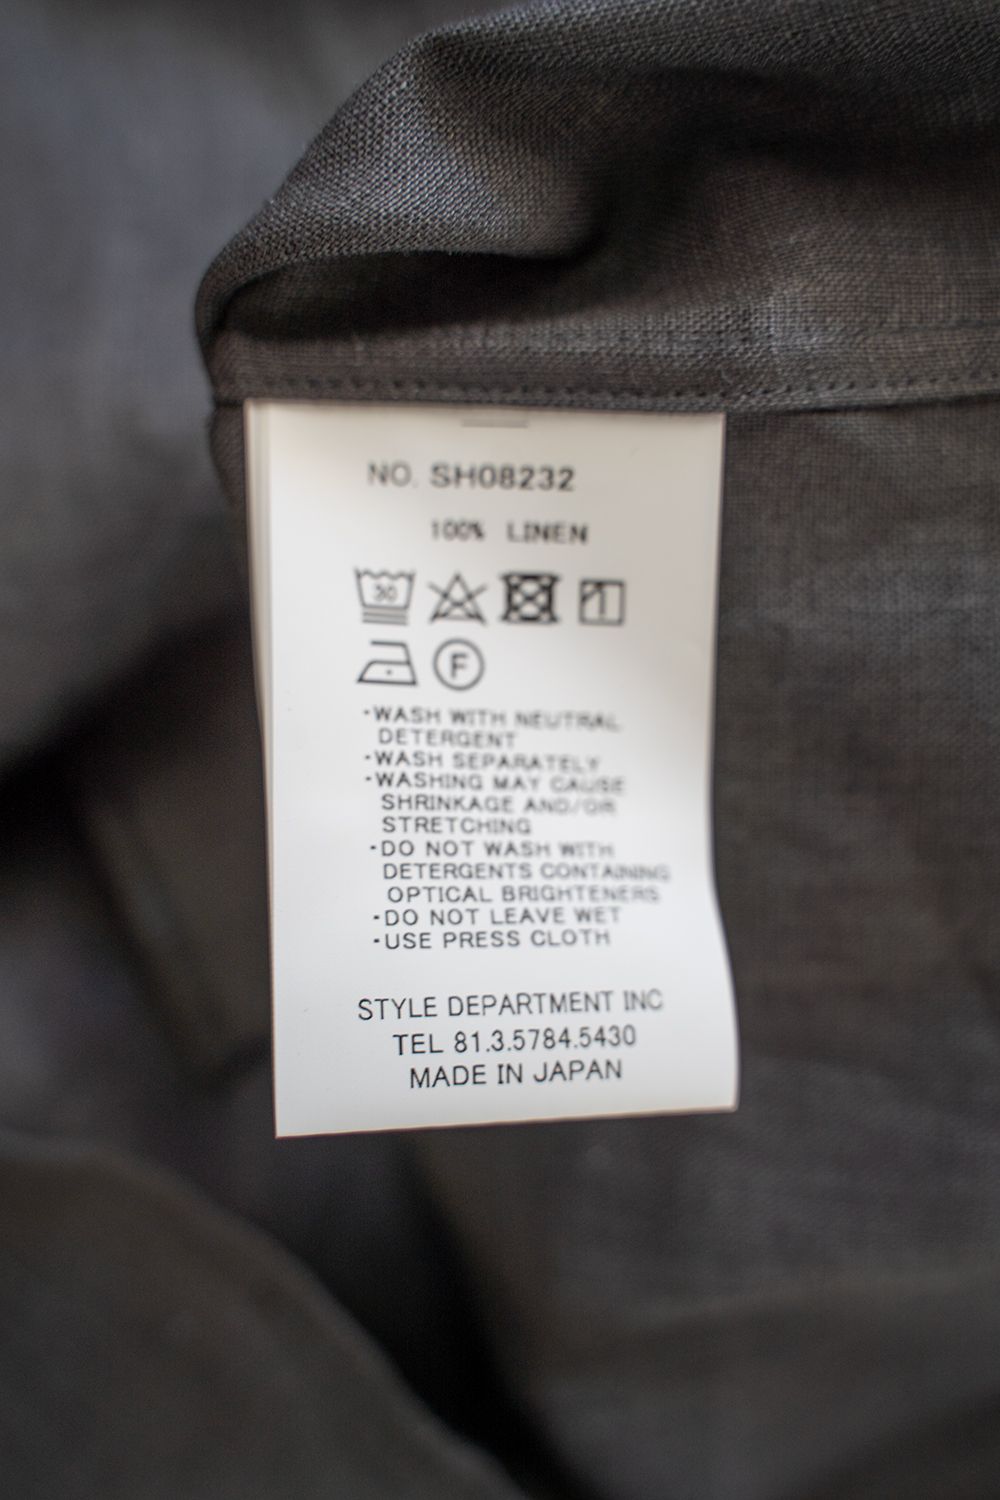 NO. SH08232
100% LINEN
30
F
·WASH WITH NEUTRAL
DETERGENT
·WASH SEPARATELY
·WASHING MAY CAUSE
SHRINKAGE AND/OR
STRETCHING
·DO NOT WASH WITH
DETERGENTS CONTAINING
OPTICAL BRIGHTENERS
·DO NOT LEAVE WET
·USE PRESS CLOTH
STYLE DEPARTMENT INC
TEL 81.3.5784.5430
MADE IN JAPAN